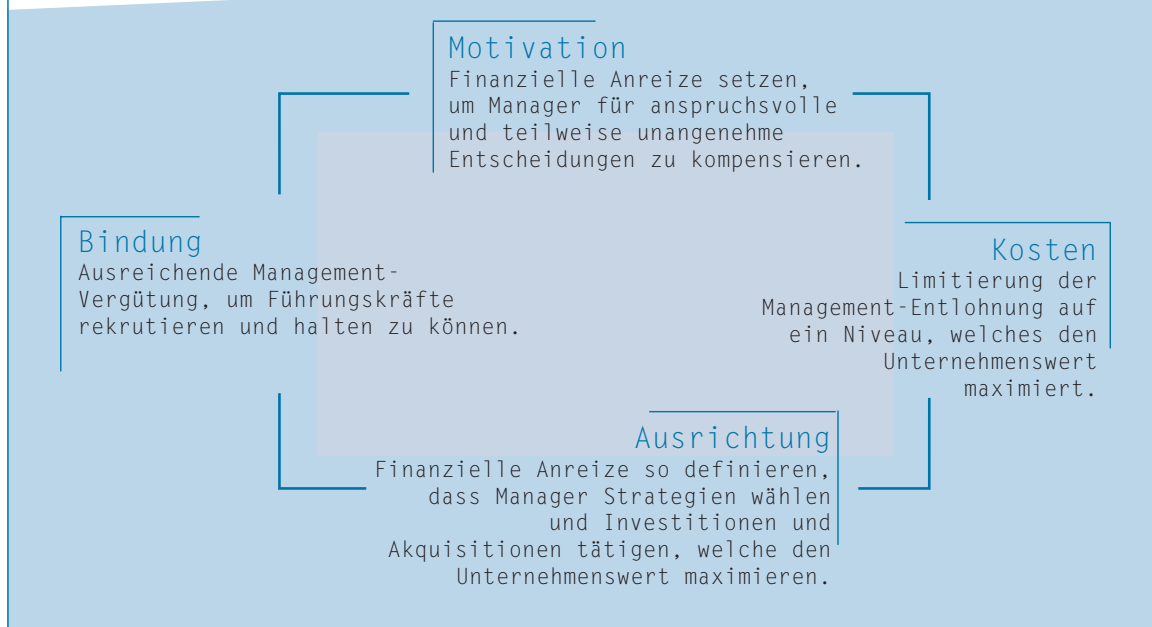 Motivation
Finanzielle Anreize setzen,
um Manager für anspruchsvolle
und teilweise unangenehme
Entscheidungen zu kompensieren.
Bindung
Ausreichende Management-
Vergütung, um Führungskräfte
rekrutieren und halten zu können.
Kosten
Limitierung der
Management-Entlohnung auf
ein Niveau, welches den
Unternehmenswert
maximiert.
Ausrichtung
Finanzielle Anreize so definieren,
dass Manager Strategien wählen
und Investitionen und
Akquisitionen tätigen, welche den
Unternehmenswert maximieren.